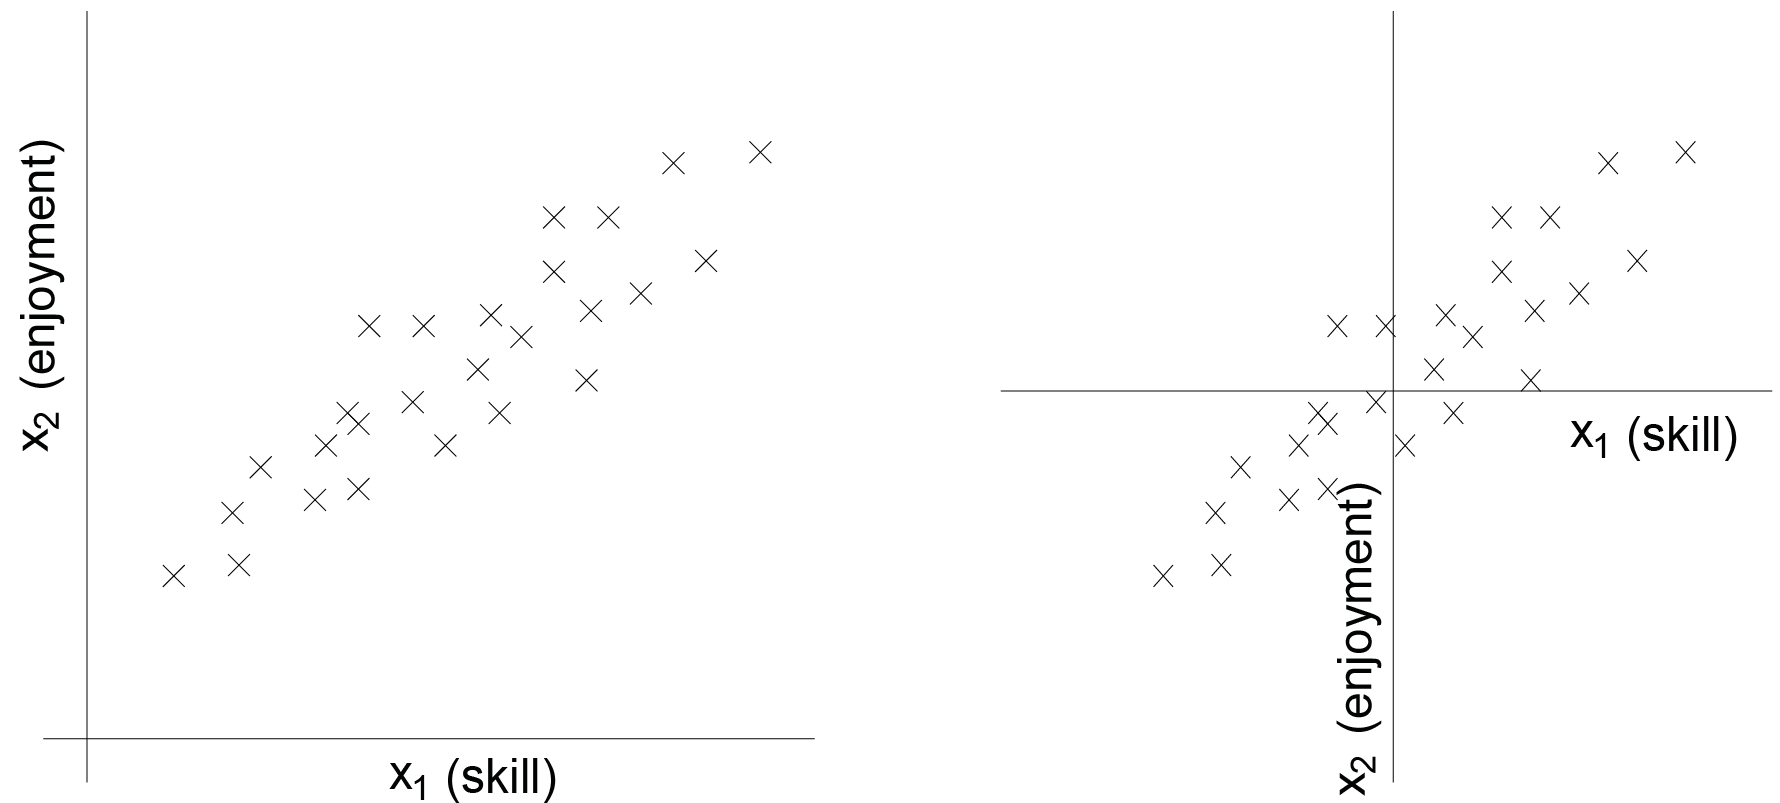 x₂ (enjoyment)
x₁ (skill)
x₁ (skill)
x₂ (enjoyment)